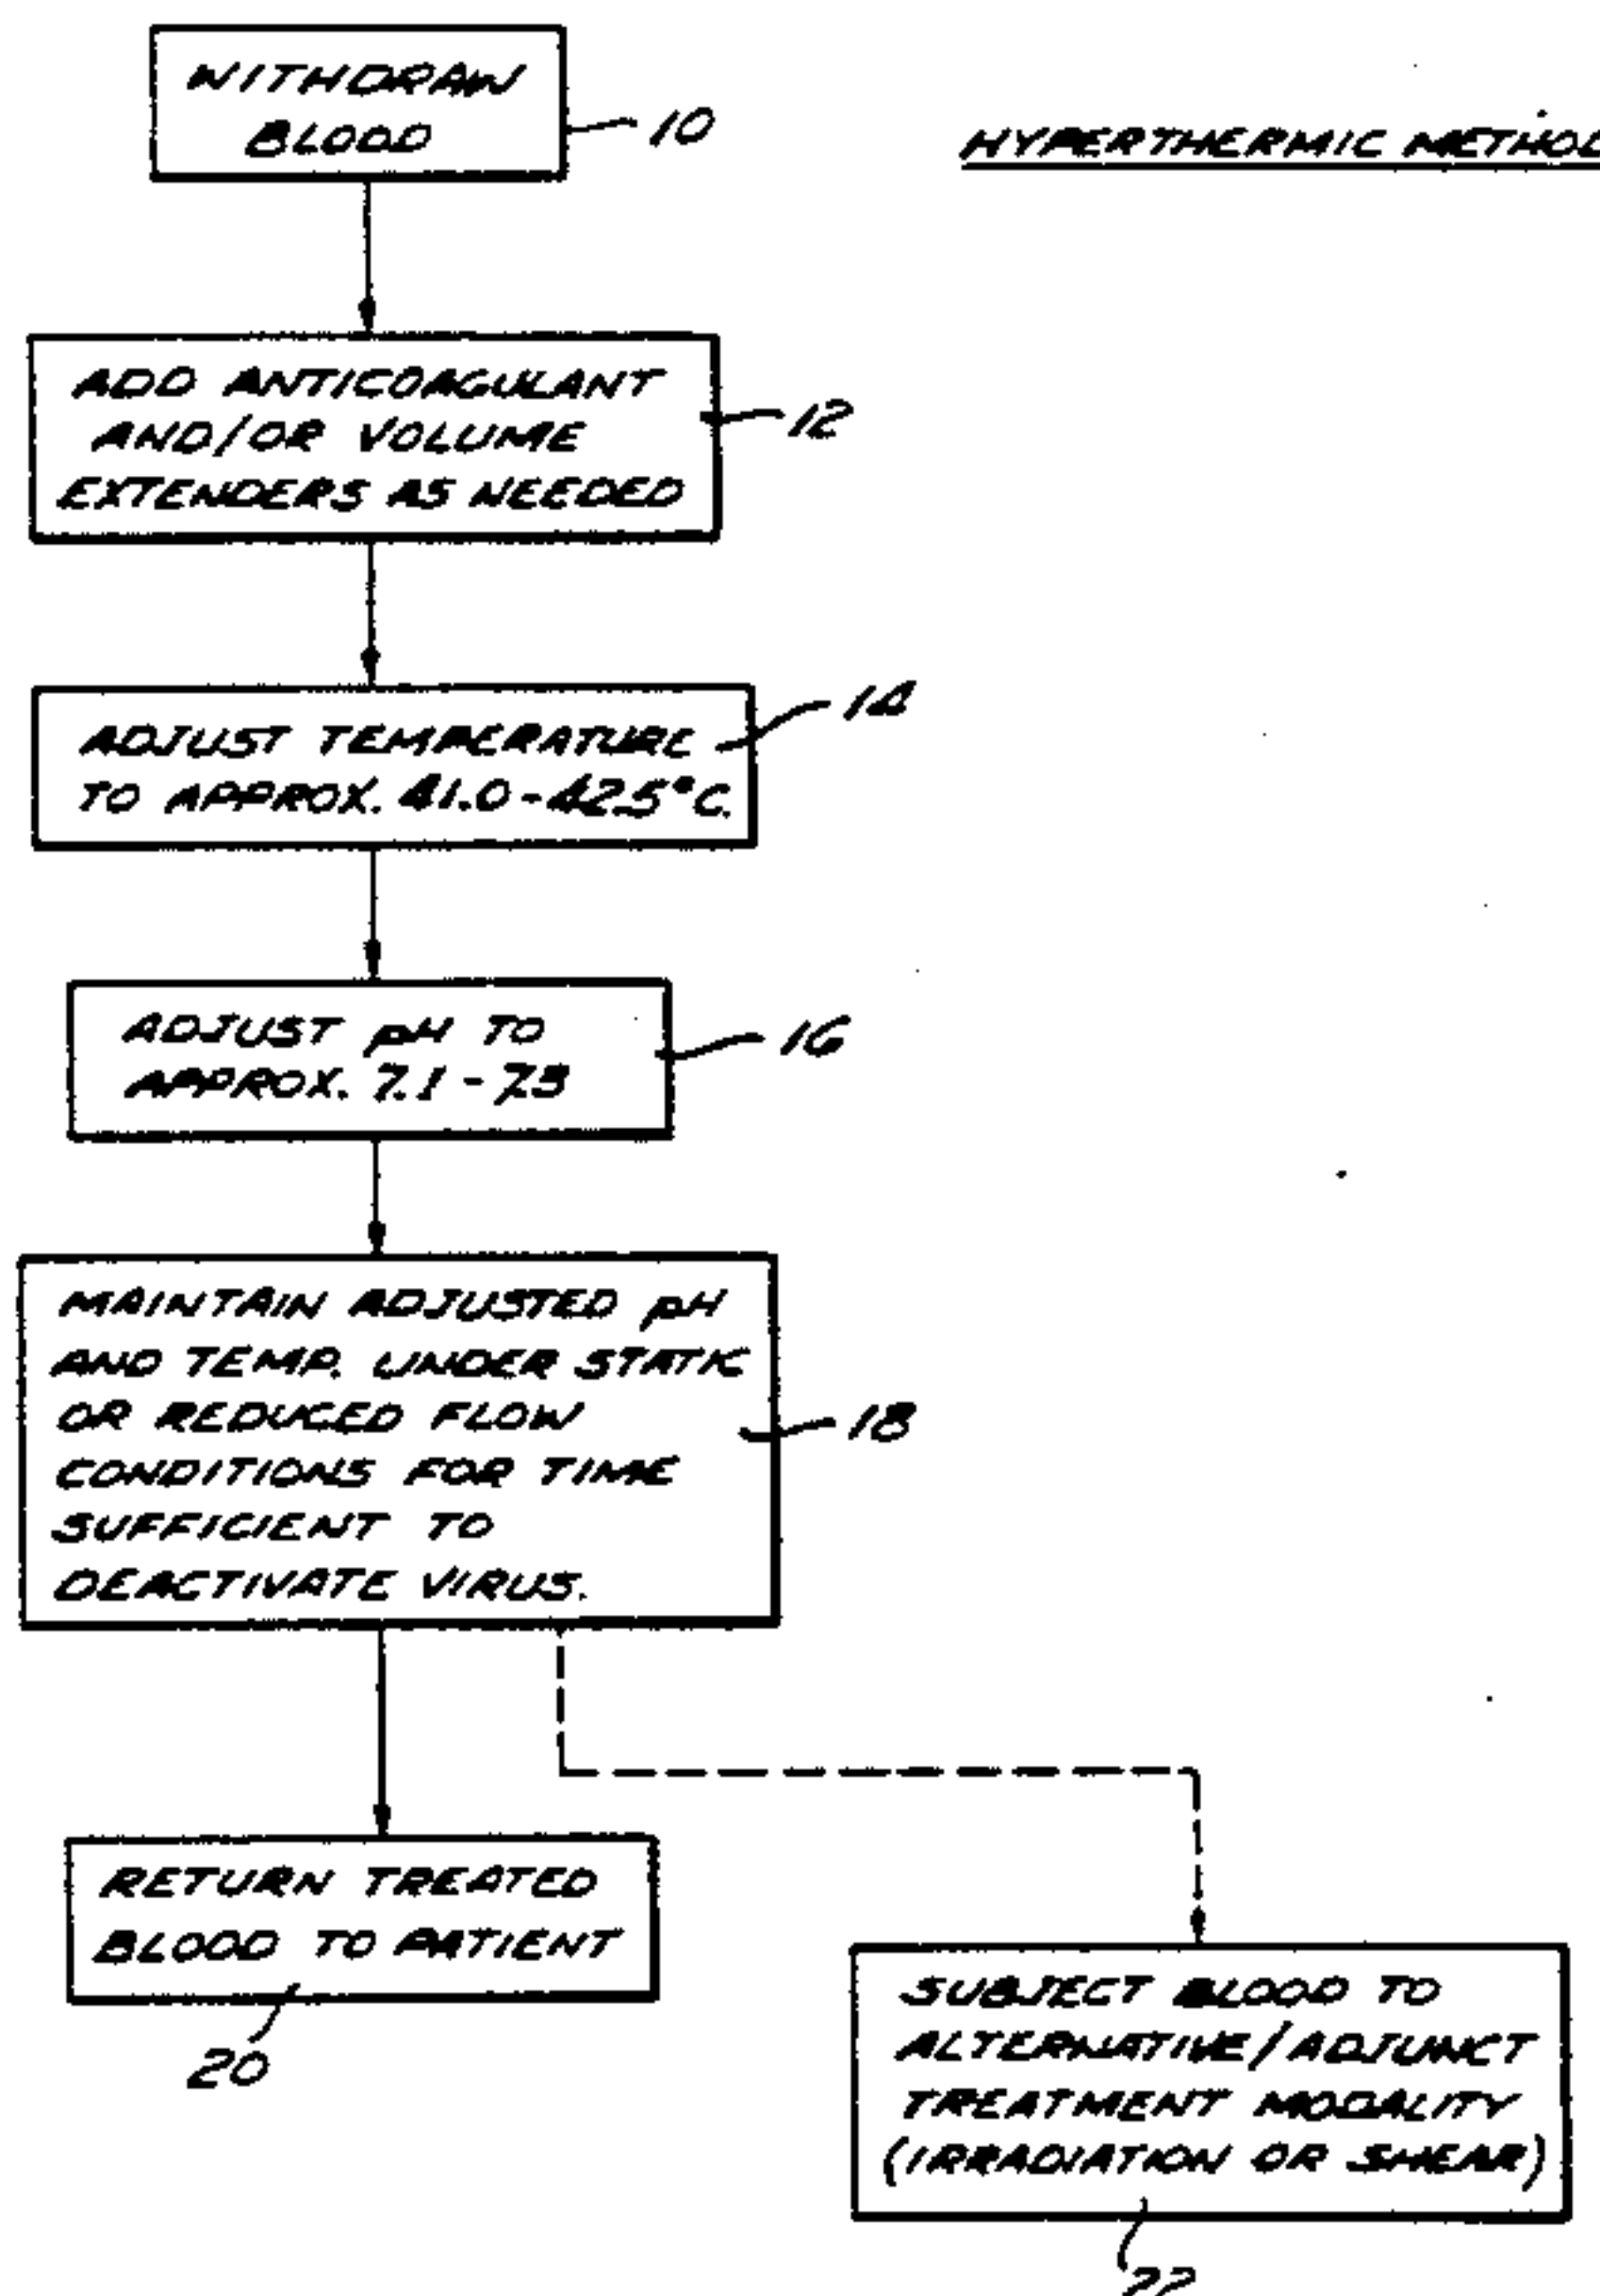 WITHDRAW
BLOOD
10
HYPERTHERMIC METHOD
ADD ANTICOAGULANT
AND/OR VOLUME
EXTENDERS AS NEEDED
12
ADJUST TEMPERATURE
TO APPROX. 41.0-42.5°C.
14
ADJUST pH TO
APPROX. 7.1-7.3
16
MAINTAIN ADJUSTED pH
AND TEMP. UNDER STATIC
OR REDUCED FLOW
CONDITIONS FOR TIME
SUFFICIENT TO
DEACTIVATE VIRUS.
18
RETURN TREATED
BLOOD TO PATIENT
20
SUBJECT BLOOD TO
ALTERNATIVE/ADJUNCT
TREATMENT MODALITY
(IRRADIATION OR SHEAR)
22